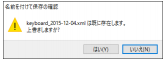 名前を付けて保存の確認
keyboard_2015-12-04.xml は既に存在します。
上書きしますか?
はい(Y)
いいえ(N)